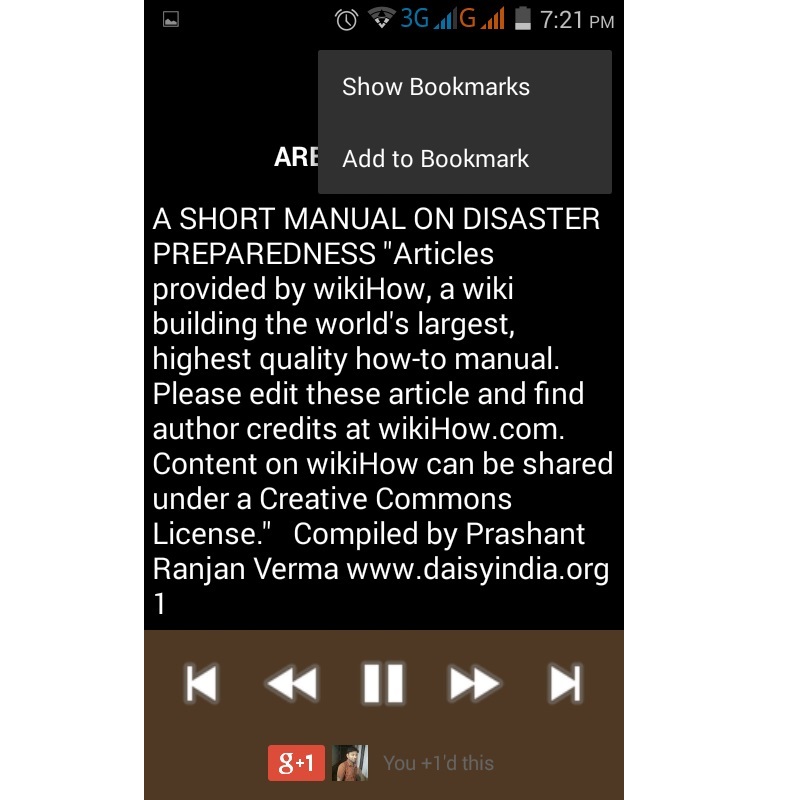 3G G 7:21 PM
Show Bookmarks
Add to Bookmark
A SHORT MANUAL ON DISASTER
PREPAREDNESS "Articles
provided by wikiHow, a wiki
building the world's largest,
highest quality how-to manual.
Please edit these article and find
author credits at wikiHow.com.
Content on wikiHow can be shared
under a Creative Commons
License."   Compiled by Prashant
Ranjan Verma www.daisyindia.org
1
g+1 You +1'd this